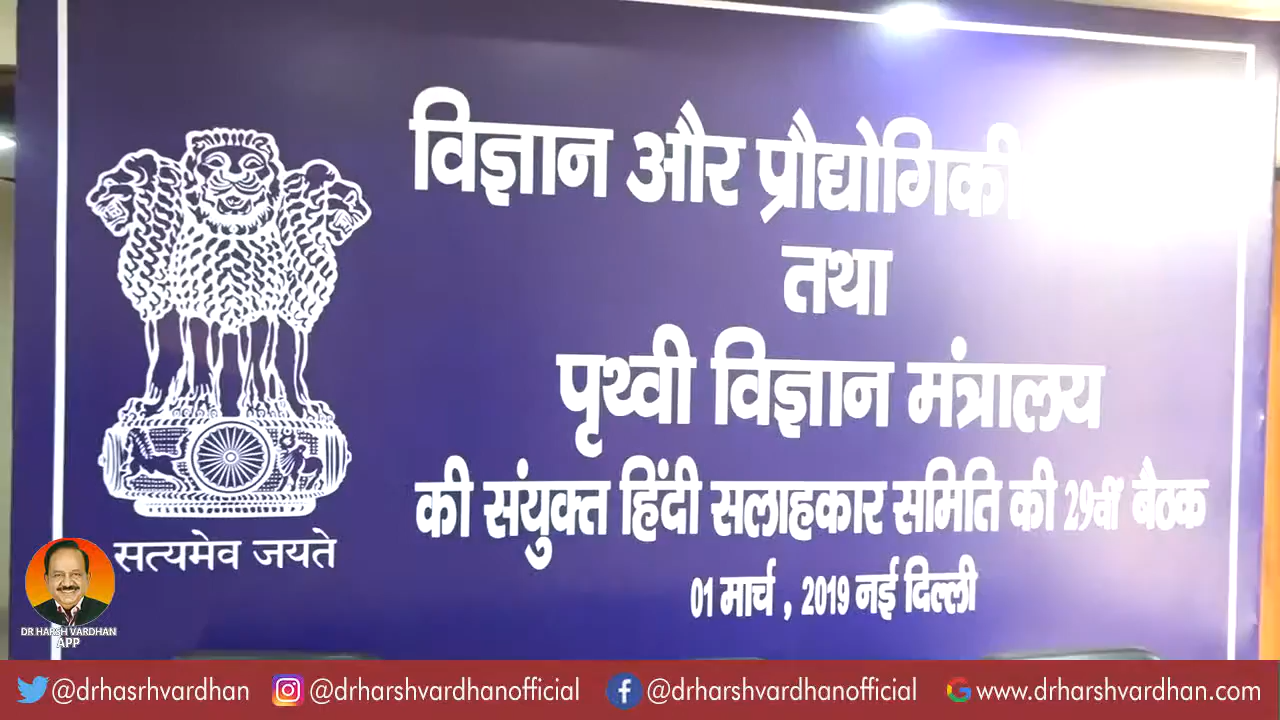 विज्ञान और प्रौद्योगिकी
तथा
पृथ्वी विज्ञान मंत्रालय
की संयुक्त हिंदी सलाहकार समिति की 29वीं बैठक
01 मार्च , 2019 नई दिल्ली
सत्यमेव जयते
DR HARSH VARDHAN
APP
@drhasrhvardhan @drharshvardhanofficial @drharshvardhanofficial www.drharshvardhan.com